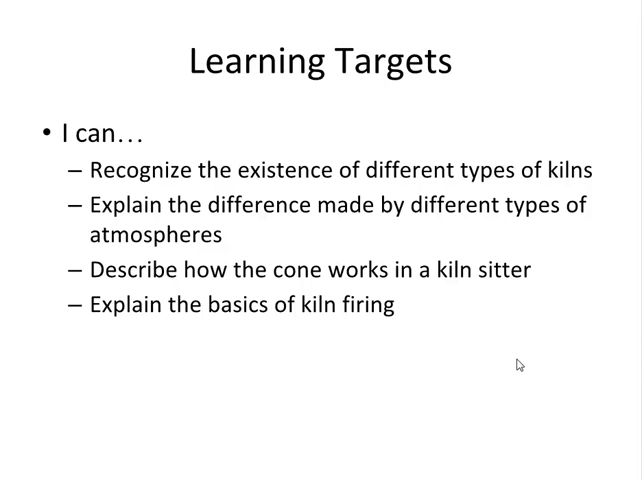 Learning Targets
• I can…
– Recognize the existence of different types of kilns
– Explain the difference made by different types of
atmospheres
– Describe how the cone works in a kiln sitter
– Explain the basics of kiln firing